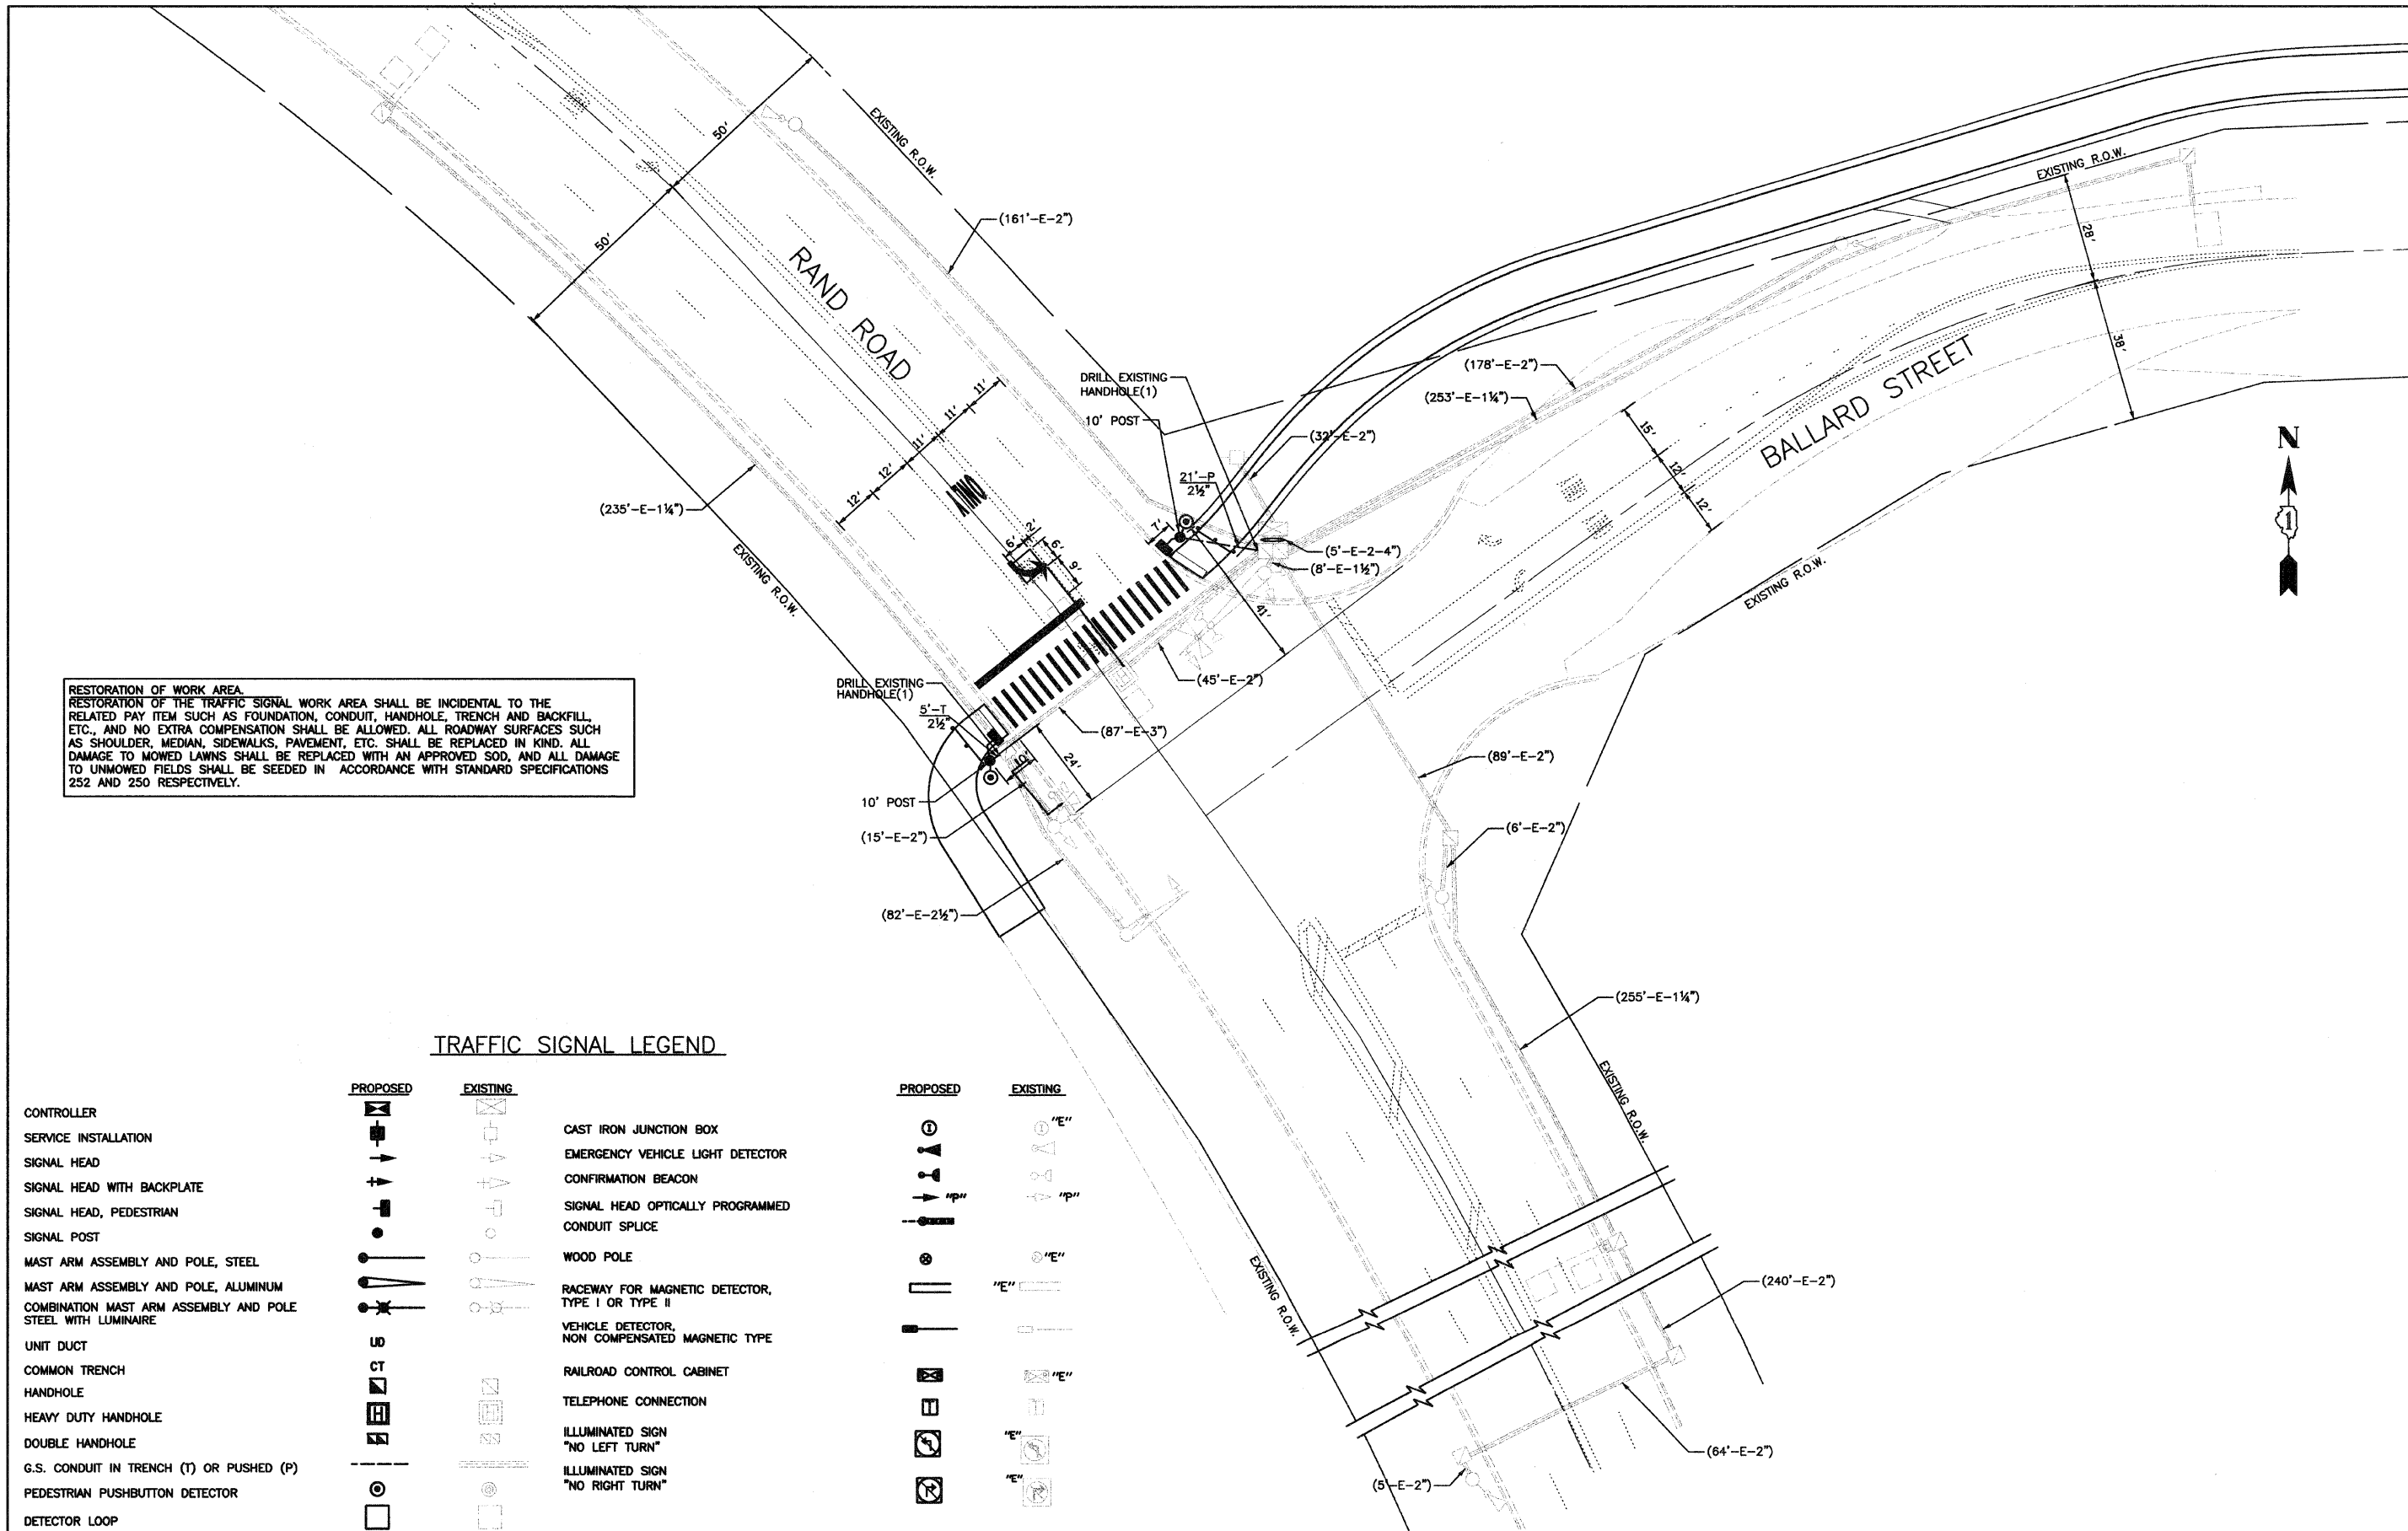 50'
50'
EXISTING R.O.W.
(161'-E-2")
RAND ROAD
EXISTING R.O.W.
28'
38'
DRILL EXISTING
HANDHOLE(1)
10' POST
(178'-E-2")
(253'-E-1¼")
BALLARD STREET
(32'-E-2")
15'
12'
12'
N
1
11'
11'
11'
12'
12'
ONLY
(235'-E-1¼")
21'-P
2½"
7'
2'
6'
6'
9'
(5'-E-2-4")
(8'-E-1½")
41'
EXISTING R.O.W.
EXISTING R.O.W.
RESTORATION OF WORK AREA.
RESTORATION OF THE TRAFFIC SIGNAL WORK AREA SHALL BE INCIDENTAL TO THE
RELATED PAY ITEM SUCH AS FOUNDATION, CONDUIT, HANDHOLE, TRENCH AND BACKFILL,
ETC., AND NO EXTRA COMPENSATION SHALL BE ALLOWED. ALL ROADWAY SURFACES SUCH
AS SHOULDER, MEDIAN, SIDEWALKS, PAVEMENT, ETC. SHALL BE REPLACED IN KIND. ALL
DAMAGE TO MOWED LAWNS SHALL BE REPLACED WITH AN APPROVED SOD, AND ALL DAMAGE
TO UNMOWED FIELDS SHALL BE SEEDED IN ACCORDANCE WITH STANDARD SPECIFICATIONS
252 AND 250 RESPECTIVELY.
DRILL EXISTING
HANDHOLE(1)
5'-T
2½"
(45'-E-2")
(87'-E-3")
24'
10'
10' POST
(15'-E-2")
(89'-E-2")
(6'-E-2")
(82'-E-2½")
(255'-E-1¼")
EXISTING R.O.W.
EXISTING R.O.W.
(240'-E-2")
(64'-E-2")
(5'-E-2")
TRAFFIC SIGNAL LEGEND
PROPOSED EXISTING
CONTROLLER
SERVICE INSTALLATION
SIGNAL HEAD
SIGNAL HEAD WITH BACKPLATE
SIGNAL HEAD, PEDESTRIAN
SIGNAL POST
MAST ARM ASSEMBLY AND POLE, STEEL
MAST ARM ASSEMBLY AND POLE, ALUMINUM
COMBINATION MAST ARM ASSEMBLY AND POLE
STEEL WITH LUMINAIRE
UNIT DUCT UD
COMMON TRENCH CT
HANDHOLE
HEAVY DUTY HANDHOLE H H
DOUBLE HANDHOLE
G.S. CONDUIT IN TRENCH (T) OR PUSHED (P)
PEDESTRIAN PUSHBUTTON DETECTOR
DETECTOR LOOP
PROPOSED EXISTING
CAST IRON JUNCTION BOX I I "E"
EMERGENCY VEHICLE LIGHT DETECTOR
CONFIRMATION BEACON
SIGNAL HEAD OPTICALLY PROGRAMMED "P" "P"
CONDUIT SPLICE
WOOD POLE "E"
RACEWAY FOR MAGNETIC DETECTOR,
TYPE I OR TYPE II "E"
VEHICLE DETECTOR,
NON COMPENSATED MAGNETIC TYPE
RAILROAD CONTROL CABINET "E"
TELEPHONE CONNECTION T T
ILLUMINATED SIGN
"NO LEFT TURN" "E"
ILLUMINATED SIGN
"NO RIGHT TURN" "E"